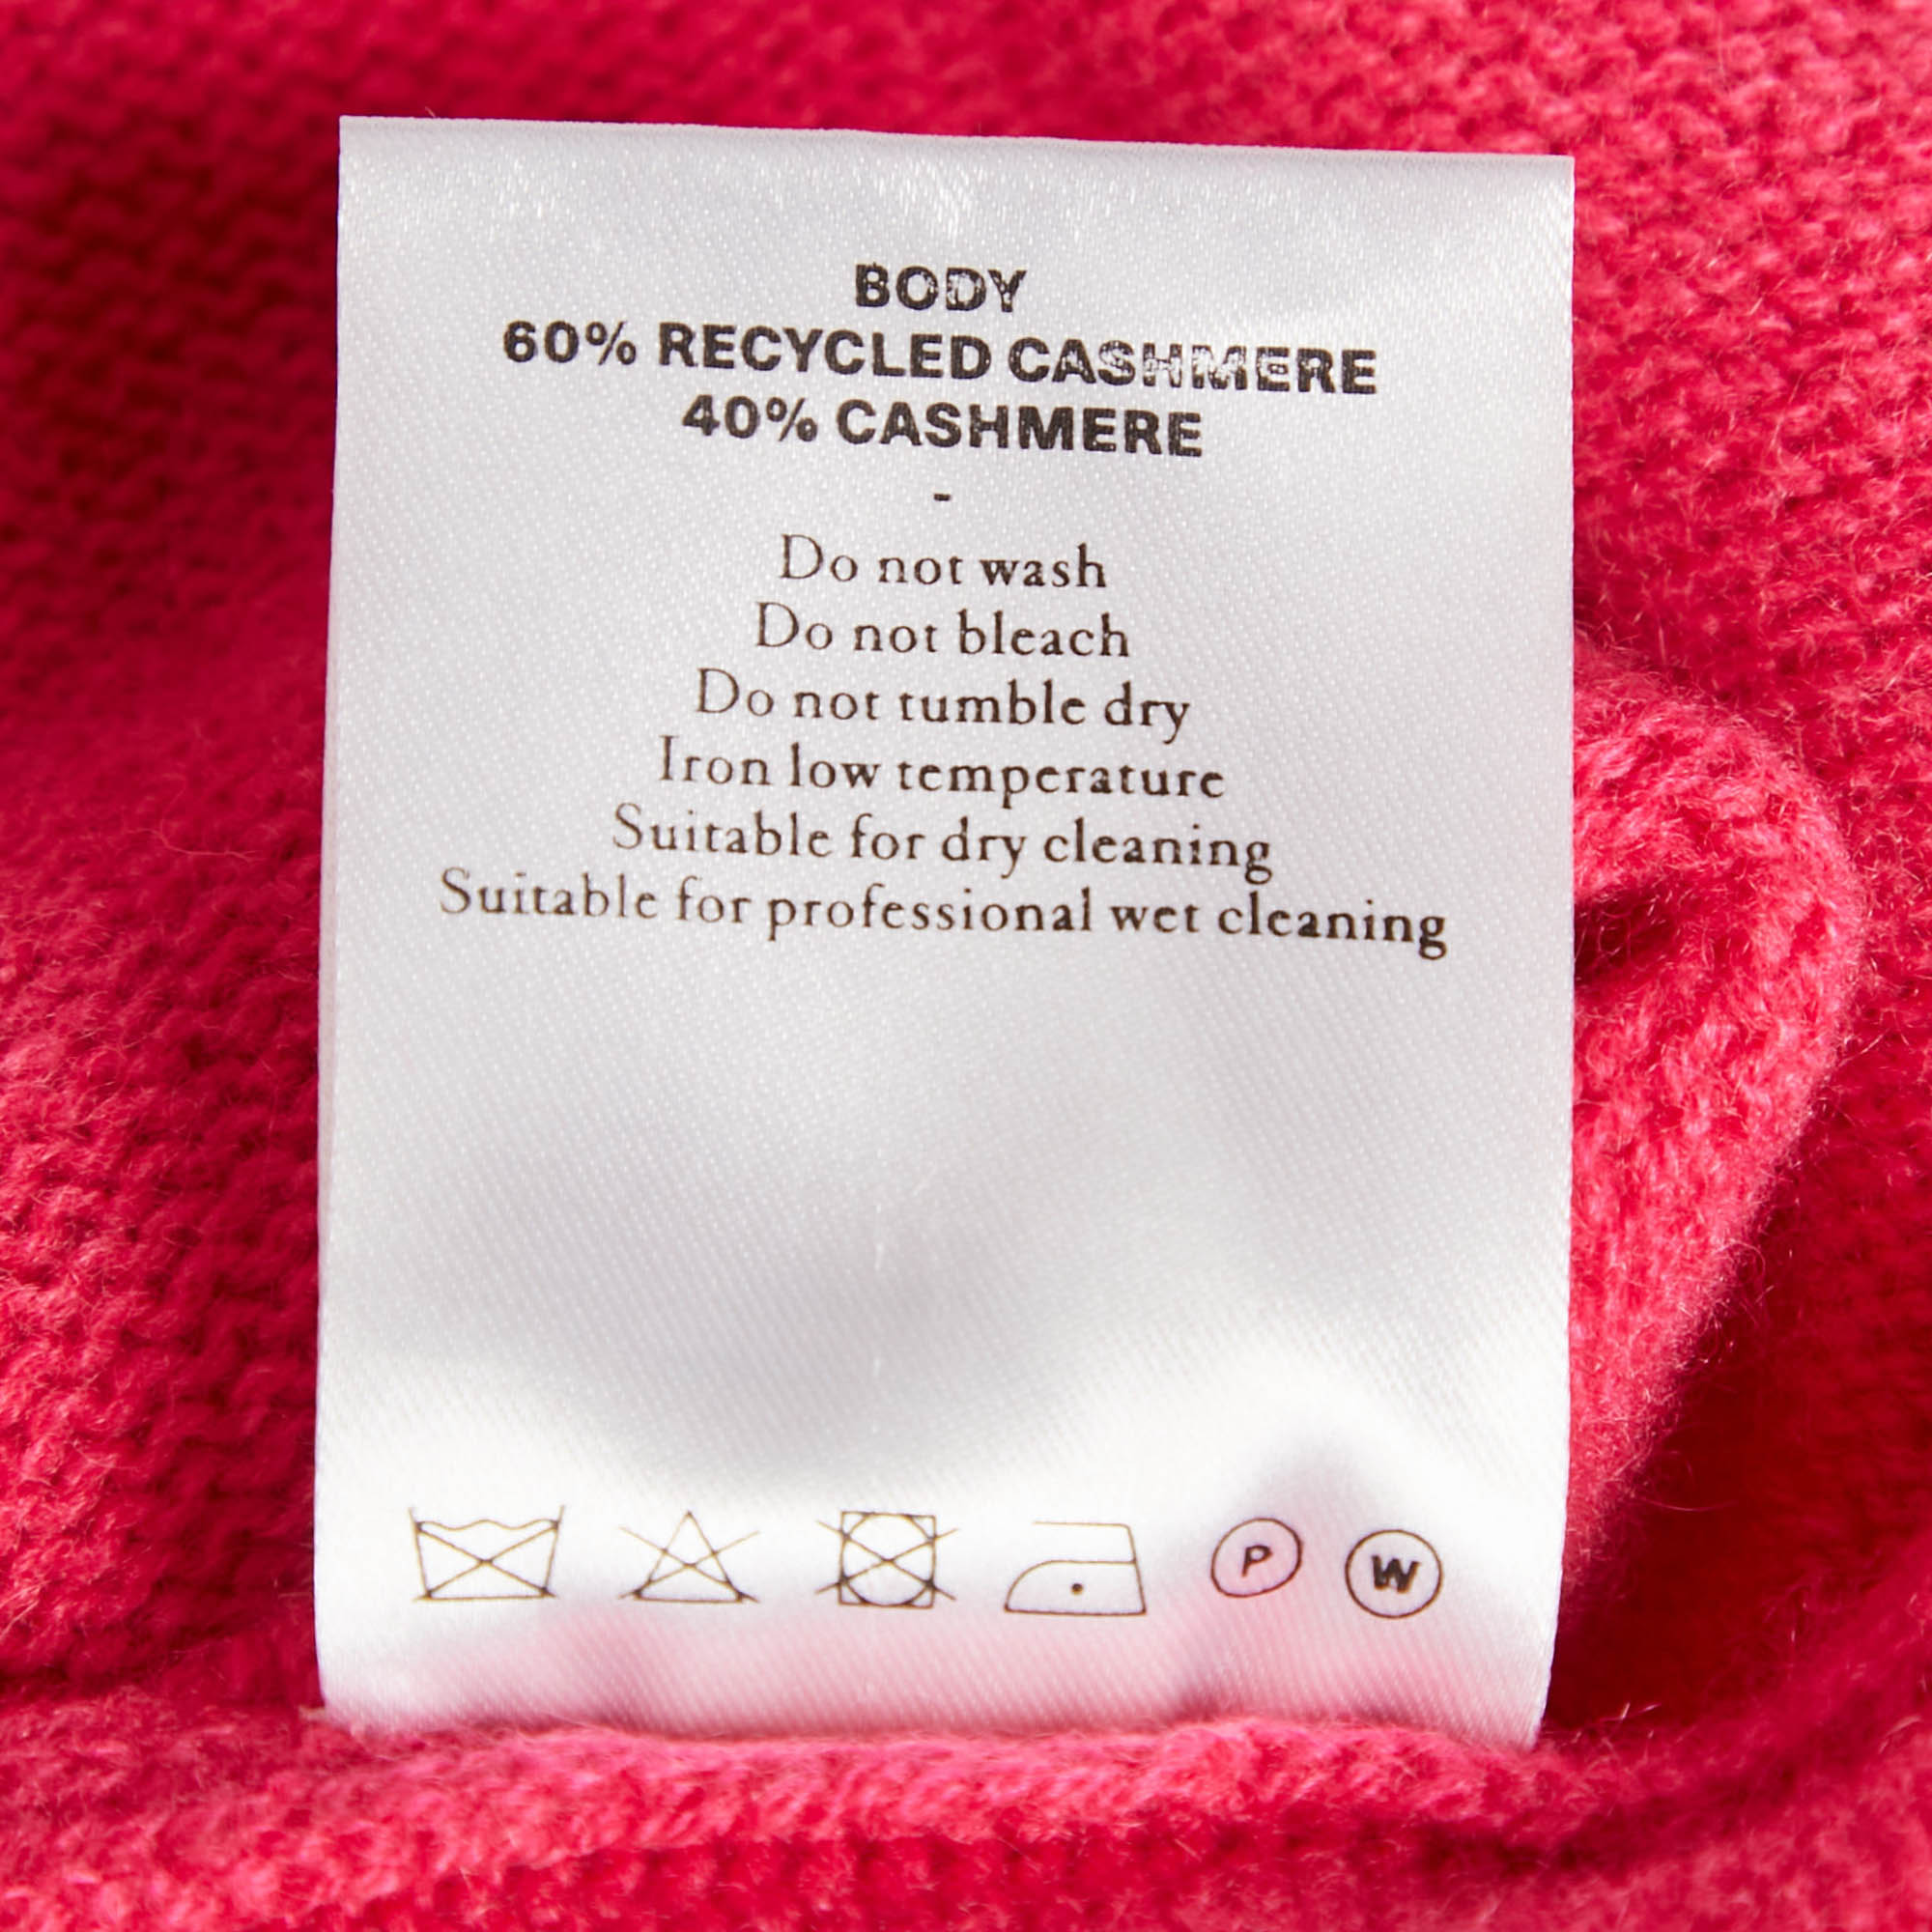 BODY
60% RECYCLED CASHMERE
40% CASHMERE
-
Do not wash
Do not bleach
Do not tumble dry
Iron low temperature
Suitable for dry cleaning
Suitable for professional wet cleaning
P W